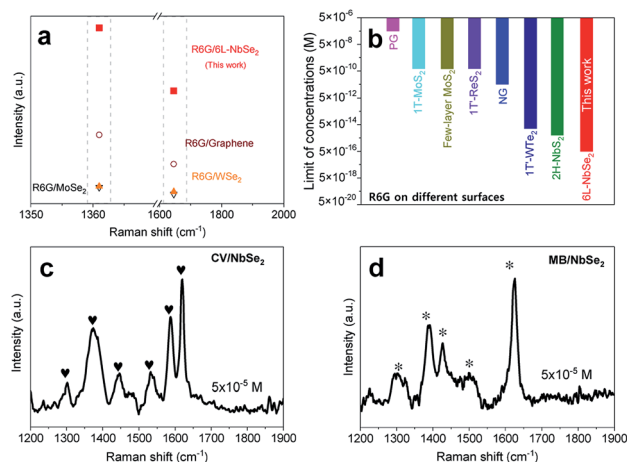 a
R6G/6L-NbSe2
(This work)
R6G/Graphene
R6G/WSe2
R6G/MoSe2
Intensity (a.u.)
1350 1360 1600 1800 2000
Raman shift (cm-1)
b
5×10-6
5×10-8
5×10-10
5×10-12
5×10-14
5×10-16
5×10-18
5×10-20
Limit of concentrations (M)
PG
1T-MoS2
Few-layer MoS2
1T'-ReS2
NG
1T'-WTe2
2H-NbS2
6L-NbSe2
This work
R6G on different surfaces
c
CV/NbSe2
♥ ♥ ♥ ♥ ♥ ♥
5x10-5 M
Intensity (a.u.)
1200 1300 1400 1500 1600 1700 1800 1900
Raman shift (cm-1)
d
MB/NbSe2
* * * * *
5x10-5 M
Intensity (a.u.)
1200 1300 1400 1500 1600 1700 1800 1900
Raman shift (cm-1)